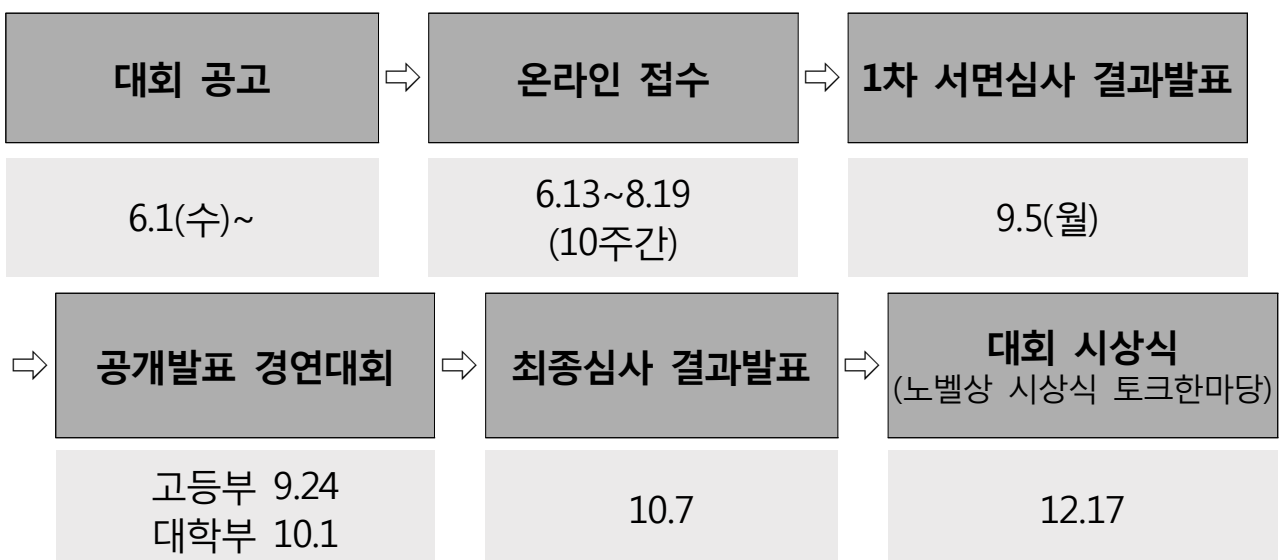 대회 공고
온라인 접수
1차 서면심사 결과발표
6.1(수)~
6.13~8.19
(10주간)
9.5(월)
공개발표 경연대회
최종심사 결과발표
대회 시상식
(노벨상 시상식 토크한마당)
고등부 9.24
대학부 10.1
10.7
12.17